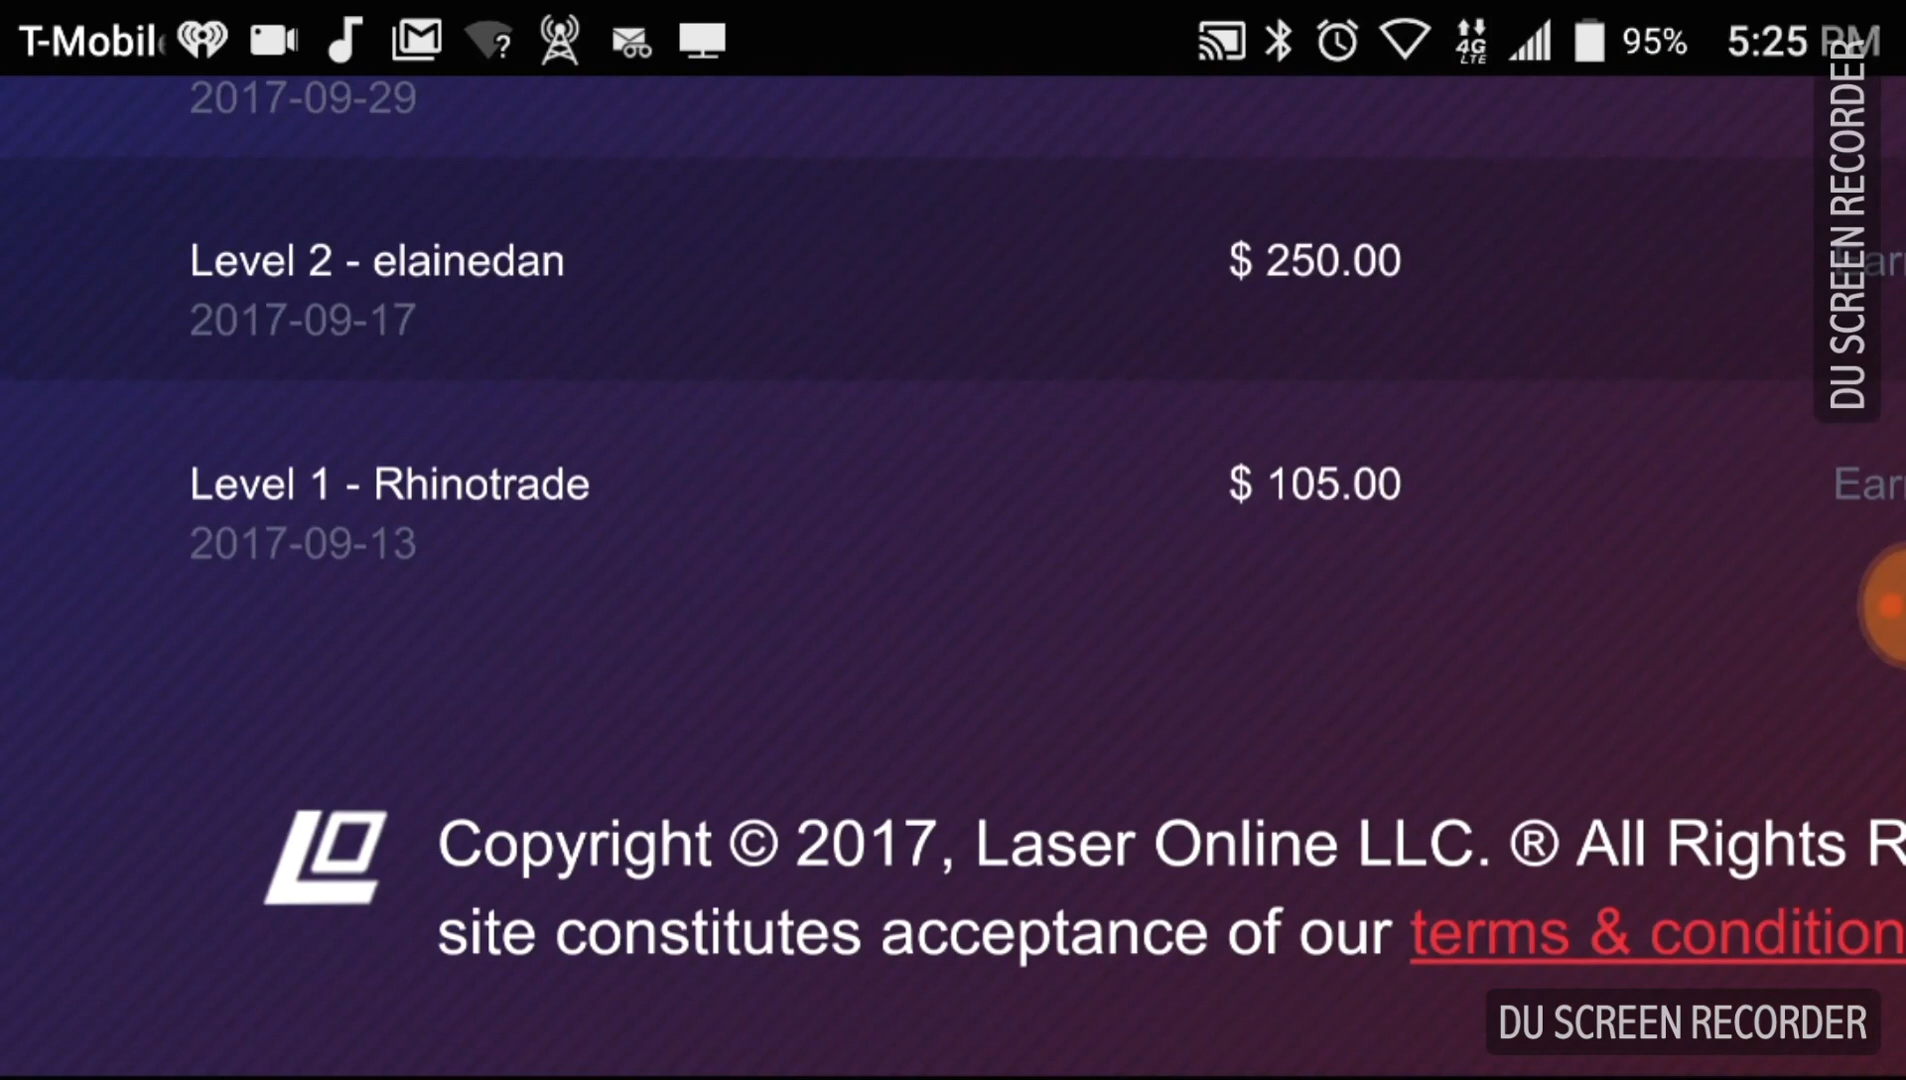 T-Mobil
4G
LTE
95%
5:25 PM
2017-09-29
Level 2 - elainedan
$ 250.00
2017-09-17
Level 1 - Rhinotrade
$ 105.00
Ear
2017-09-13
Copyright © 2017, Laser Online LLC. ® All Rights R
site constitutes acceptance of our terms & condition
DU SCREEN RECORDER
DU SCREEN RECORDER